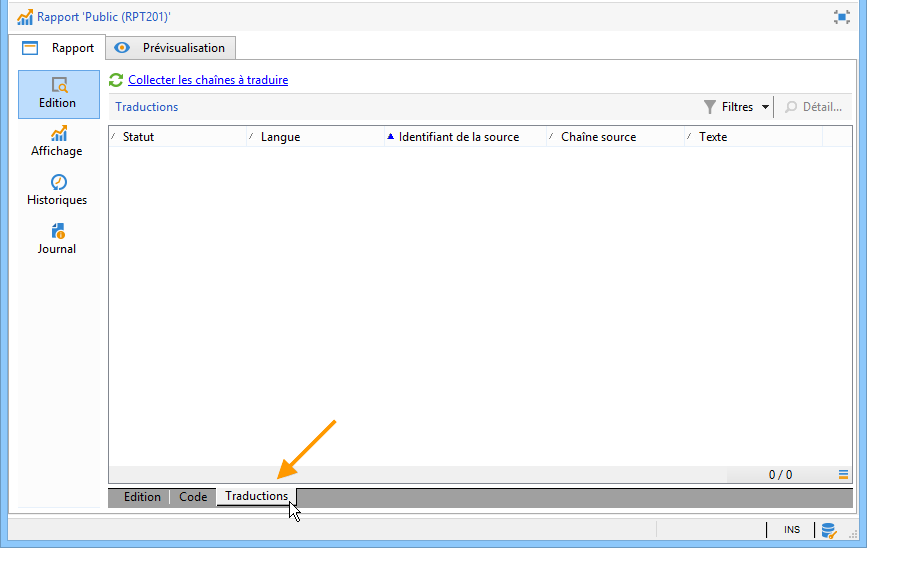 Rapport 'Public (RPT201)'
Rapport Prévisualisation
Collecter les chaînes à traduire
Edition
Traductions Filtres Détail...
Statut Langue Identifiant de la source Chaîne source Texte
Affichage
Historiques
Journal
0 / 0
Edition Code Traductions
INS